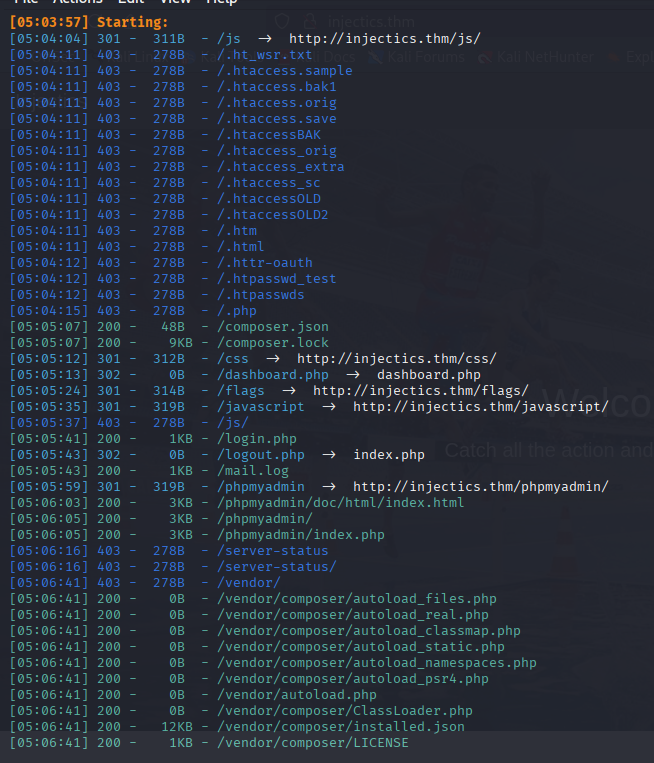 File Actions Edit View Help
[05:03:57] Starting:
[05:04:04] 301 - 311B - /js → http://injectics.thm/js/
[05:04:11] 403 - 278B - /.ht_wsr.txt
[05:04:11] 403 - 278B - /.htaccess.sample
[05:04:11] 403 - 278B - /.htaccess.bak1
[05:04:11] 403 - 278B - /.htaccess.orig
[05:04:11] 403 - 278B - /.htaccess.save
[05:04:11] 403 - 278B - /.htaccessBAK
[05:04:11] 403 - 278B - /.htaccess_orig
[05:04:11] 403 - 278B - /.htaccess_extra
[05:04:11] 403 - 278B - /.htaccess_sc
[05:04:11] 403 - 278B - /.htaccessOLD
[05:04:11] 403 - 278B - /.htaccessOLD2
[05:04:11] 403 - 278B - /.htm
[05:04:11] 403 - 278B - /.html
[05:04:12] 403 - 278B - /.httr-oauth
[05:04:12] 403 - 278B - /.htpasswd_test
[05:04:12] 403 - 278B - /.htpasswds
[05:04:15] 403 - 278B - /.php
[05:05:07] 200 - 48B - /composer.json
[05:05:07] 200 - 9KB - /composer.lock
[05:05:12] 301 - 312B - /css → http://injectics.thm/css/
[05:05:13] 302 - 0B - /dashboard.php → dashboard.php
[05:05:24] 301 - 314B - /flags → http://injectics.thm/flags/
[05:05:35] 301 - 319B - /javascript → http://injectics.thm/javascript/
[05:05:37] 403 - 278B - /js/
[05:05:41] 200 - 1KB - /login.php
[05:05:43] 302 - 0B - /logout.php → index.php
[05:05:43] 200 - 1KB - /mail.log
[05:05:59] 301 - 319B - /phpmyadmin → http://injectics.thm/phpmyadmin/
[05:06:03] 200 - 3KB - /phpmyadmin/doc/html/index.html
[05:06:05] 200 - 3KB - /phpmyadmin/
[05:06:05] 200 - 3KB - /phpmyadmin/index.php
[05:06:16] 403 - 278B - /server-status
[05:06:16] 403 - 278B - /server-status/
[05:06:41] 403 - 278B - /vendor/
[05:06:41] 200 - 0B - /vendor/composer/autoload_files.php
[05:06:41] 200 - 0B - /vendor/composer/autoload_real.php
[05:06:41] 200 - 0B - /vendor/composer/autoload_classmap.php
[05:06:41] 200 - 0B - /vendor/composer/autoload_static.php
[05:06:41] 200 - 0B - /vendor/composer/autoload_namespaces.php
[05:06:41] 200 - 0B - /vendor/composer/autoload_psr4.php
[05:06:41] 200 - 0B - /vendor/autoload.php
[05:06:41] 200 - 0B - /vendor/composer/ClassLoader.php
[05:06:41] 200 - 12KB - /vendor/composer/installed.json
[05:06:41] 200 - 1KB - /vendor/composer/LICENSE
injectics.thm
Kali Forums
Kali NetHunter
Welco
Catch all the action and